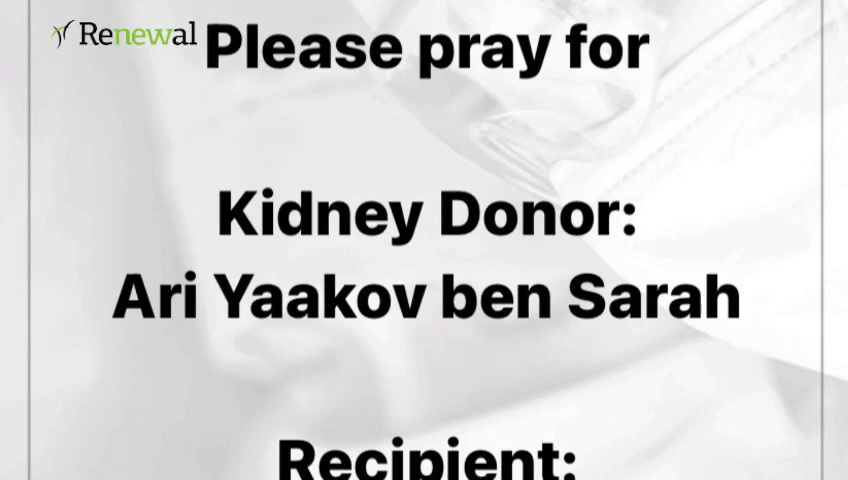 Renewal
Please pray for
Kidney Donor:
Ari Yaakov ben Sarah
Recipient: